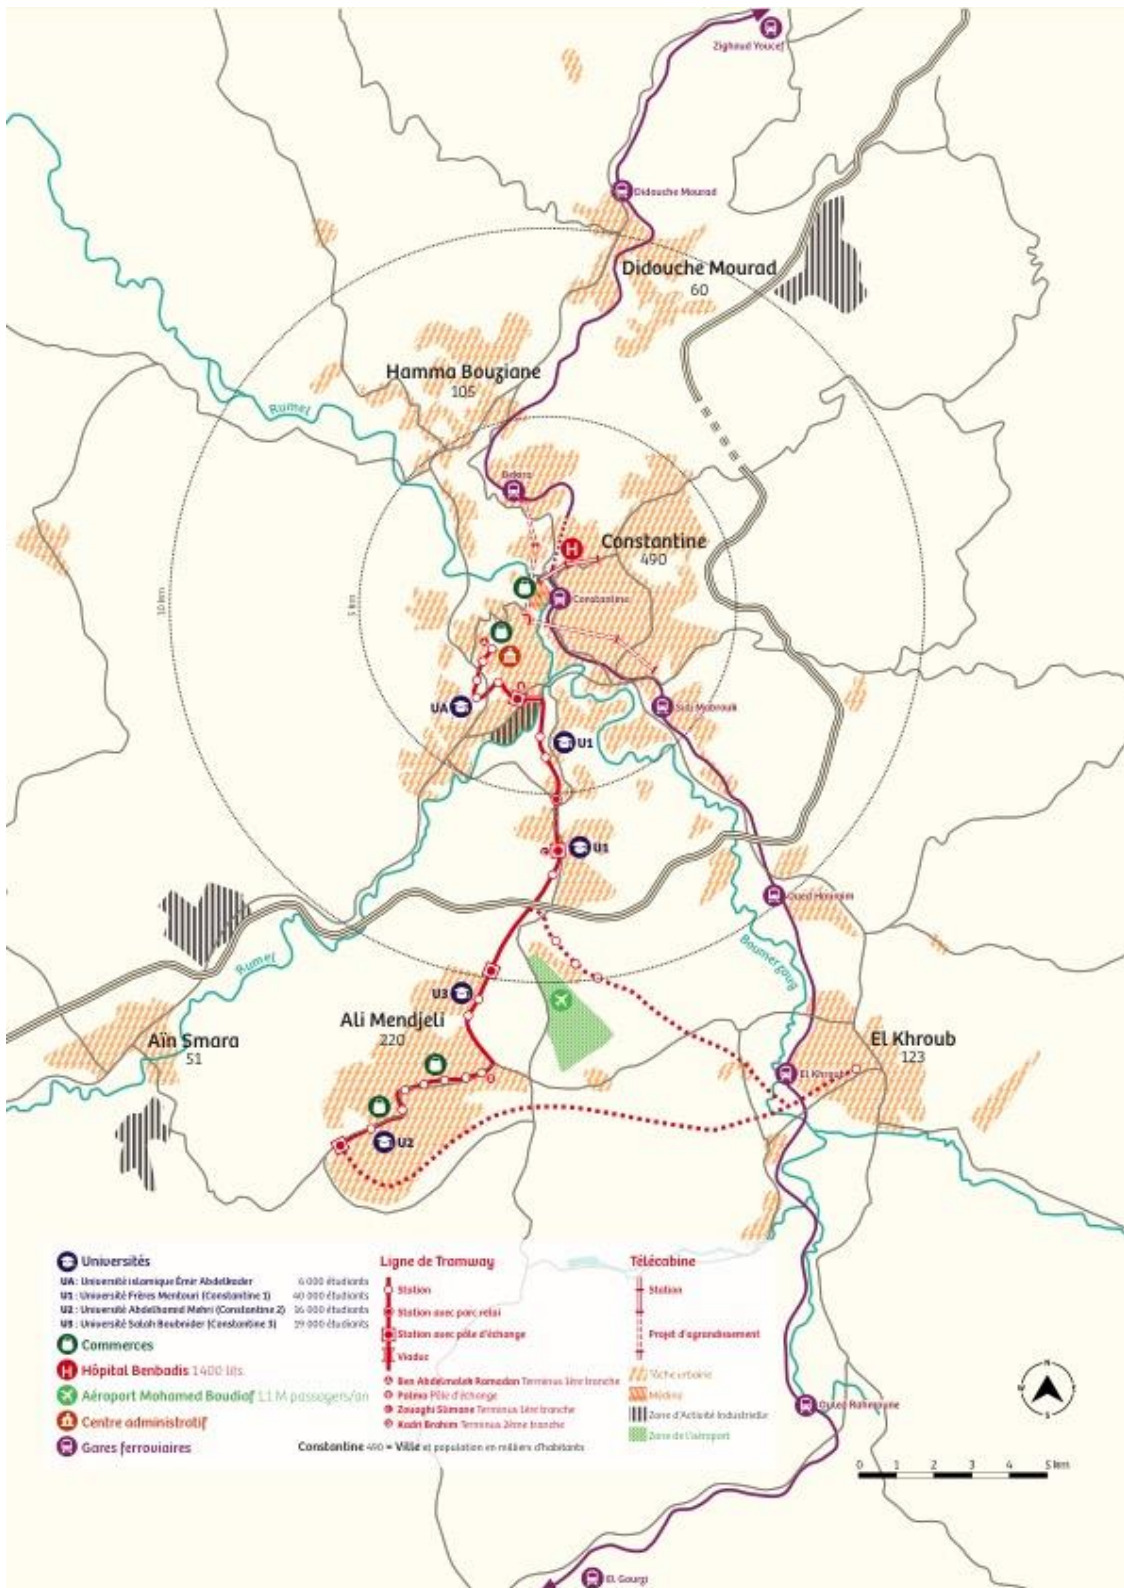 Zighoud Youcef
Didouche Mourad
Didouche Mourad
60
Hamma Bouziane
105
Rumel
Bekira
Constantine
490
H
10 km
5 km
Constantine
UA
Sidi Mabrouk
U1
U1
Oued Hmimim
Rumel
Boumergoug
U3
Ali Mendjeli
220
Aïn Smara
51
El Khroub
123
El Khroub
U2
Universités
UA : Université islamique Émir Abdelkader 6 000 étudiants
U1 : Université Frères Mentouri (Constantine 1) 40 000 étudiants
U2 : Université Abdelhamid Mehri (Constantine 2) 16 000 étudiants
U3 : Université Salah Boubnider (Constantine 3) 19 000 étudiants
Commerces
H Hôpital Benbadis 1400 lits
Aéroport Mohamed Boudiaf 1.1 M passagers/an
Centre administratif
Gares ferroviaires
Ligne de Tramway
Station
Station avec parc relai
Station avec pôle d'échange
Viaduc
Ben Abdelmalek Ramadan Terminus 1ère tranche
Palma Pôle d'échange
Zouaghi Slimane Terminus 1ère tranche
Kadri Brahim Terminus 2ème tranche
Constantine 490 = Ville et population en milliers d'habitants
Télécabine
Station
Projet d'agrandissement
Tâche urbaine
Médina
Zone d'Activité Industrielle
Zone de l'aéroport
N
S
Ouled Rahmoune
0 1 2 3 4 5 km
El Gourzi